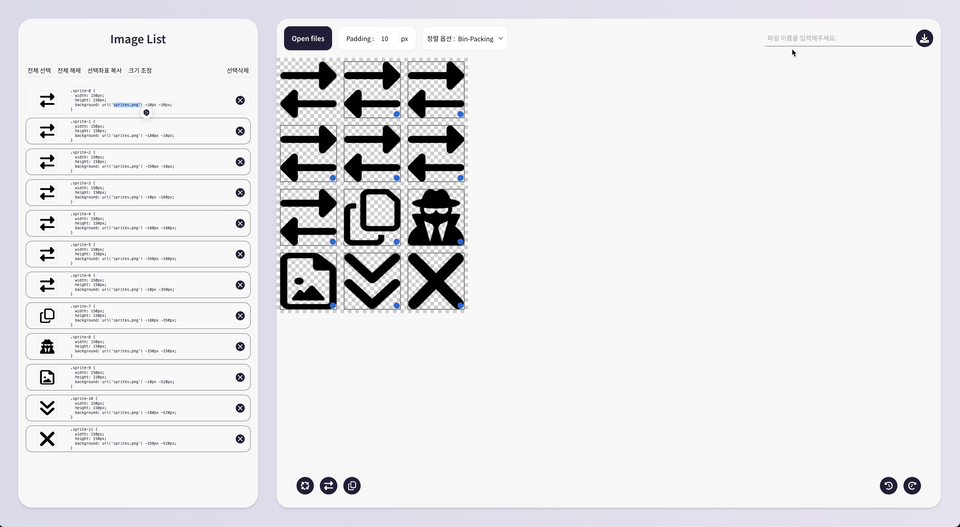 Image List
전체 선택 전체 해제 선택좌표 복사 크기 조정 선택삭제
.sprite-0 {
width: 150px;
height: 150px;
background: url('sprites.png') -10px -10px;
}
.sprite-1 {
width: 150px;
height: 150px;
background: url('sprites.png') -180px -10px;
}
.sprite-2 {
width: 150px;
height: 150px;
background: url('sprites.png') -350px -10px;
}
.sprite-3 {
width: 150px;
height: 150px;
background: url('sprites.png') -10px -180px;
}
.sprite-4 {
width: 150px;
height: 150px;
background: url('sprites.png') -180px -180px;
}
.sprite-5 {
width: 150px;
height: 150px;
background: url('sprites.png') -350px -180px;
}
.sprite-6 {
width: 150px;
height: 150px;
background: url('sprites.png') -10px -350px;
}
.sprite-7 {
width: 150px;
height: 150px;
background: url('sprites.png') -180px -350px;
}
.sprite-8 {
width: 150px;
height: 150px;
background: url('sprites.png') -350px -350px;
}
.sprite-9 {
width: 150px;
height: 150px;
background: url('sprites.png') -10px -520px;
}
.sprite-10 {
width: 150px;
height: 150px;
background: url('sprites.png') -180px -520px;
}
.sprite-11 {
width: 150px;
height: 150px;
background: url('sprites.png') -350px -520px;
}
Open files
Padding : 10 px
정렬 옵션 : Bin-Packing
파일 이름을 입력해주세요.